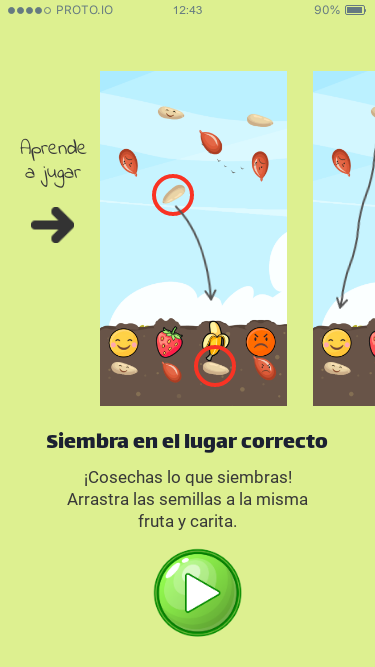 PROTO.IO 12:43 90%
Aprende
a jugar
Siembra en el lugar correcto
¡Cosechas lo que siembras!
Arrastra las semillas a la misma
fruta y carita.